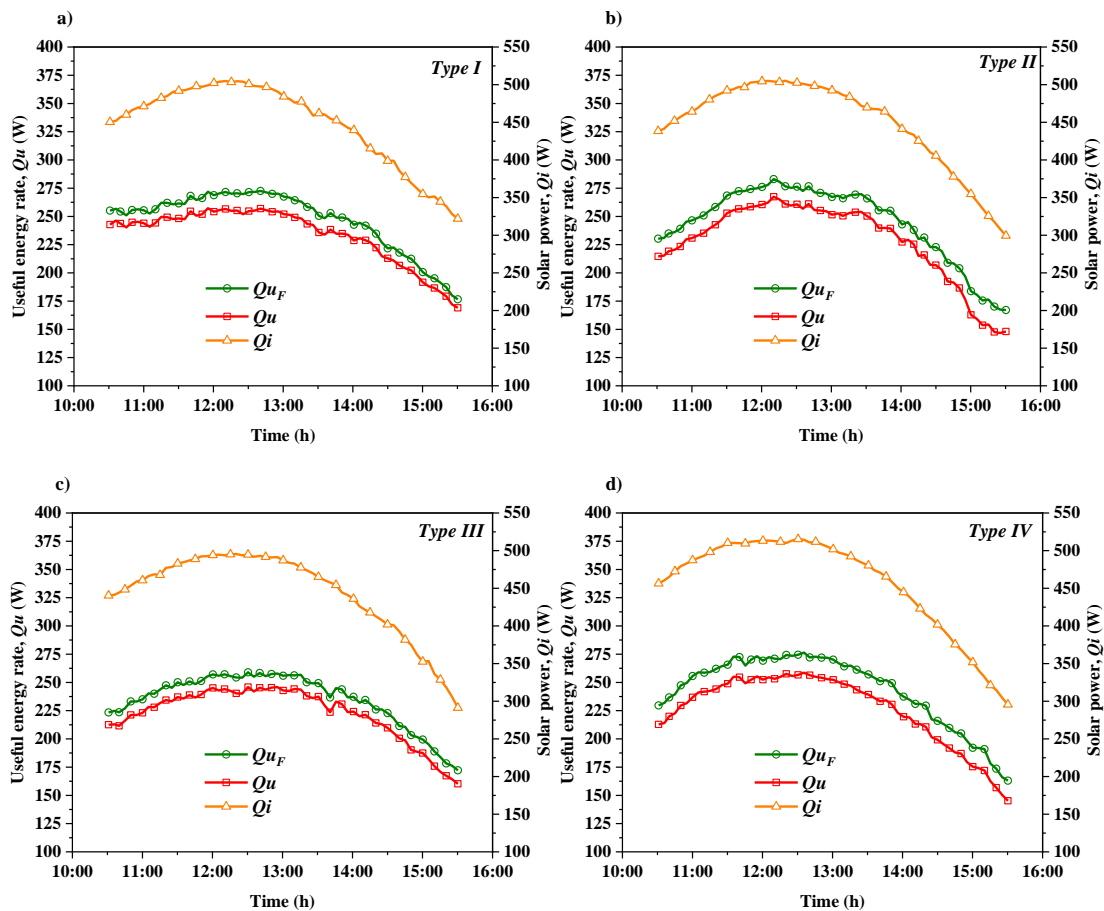 a)
Type I
Useful energy rate, Qu (W)
400
375
350
325
300
275
250
225
200
175
150
125
100
Solar power, Qi (W)
550
500
450
400
350
300
250
200
150
100
Qu_F
Qu
Qi
10:00 11:00 12:00 13:00 14:00 15:00 16:00
Time (h)
b)
Type II
Useful energy rate, Qu (W)
400
375
350
325
300
275
250
225
200
175
150
125
100
Solar power, Qi (W)
550
500
450
400
350
300
250
200
150
100
Qu_F
Qu
Qi
10:00 11:00 12:00 13:00 14:00 15:00 16:00
Time (h)
c)
Type III
Useful energy rate, Qu (W)
400
375
350
325
300
275
250
225
200
175
150
125
100
Solar power, Qi (W)
550
500
450
400
350
300
250
200
150
100
Qu_F
Qu
Qi
10:00 11:00 12:00 13:00 14:00 15:00 16:00
Time (h)
d)
Type IV
Useful energy rate, Qu (W)
400
375
350
325
300
275
250
225
200
175
150
125
100
Solar power, Qi (W)
550
500
450
400
350
300
250
200
150
100
Qu_F
Qu
Qi
10:00 11:00 12:00 13:00 14:00 15:00 16:00
Time (h)